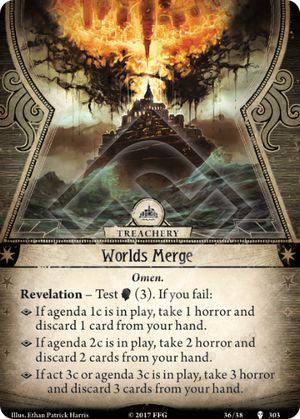 TREACHERY
Worlds Merge
Omen.
Revelation – Test (3). If you fail:
If agenda 1c is in play, take 1 horror and
discard 1 card from your hand.
If agenda 2c is in play, take 2 horror and
discard 2 cards from your hand.
If act 3c or agenda 3c is in play, take 3 horror
and discard 3 cards from your hand.
Illus. Ethan Patrick Harris © 2017 FFG 36/38 303